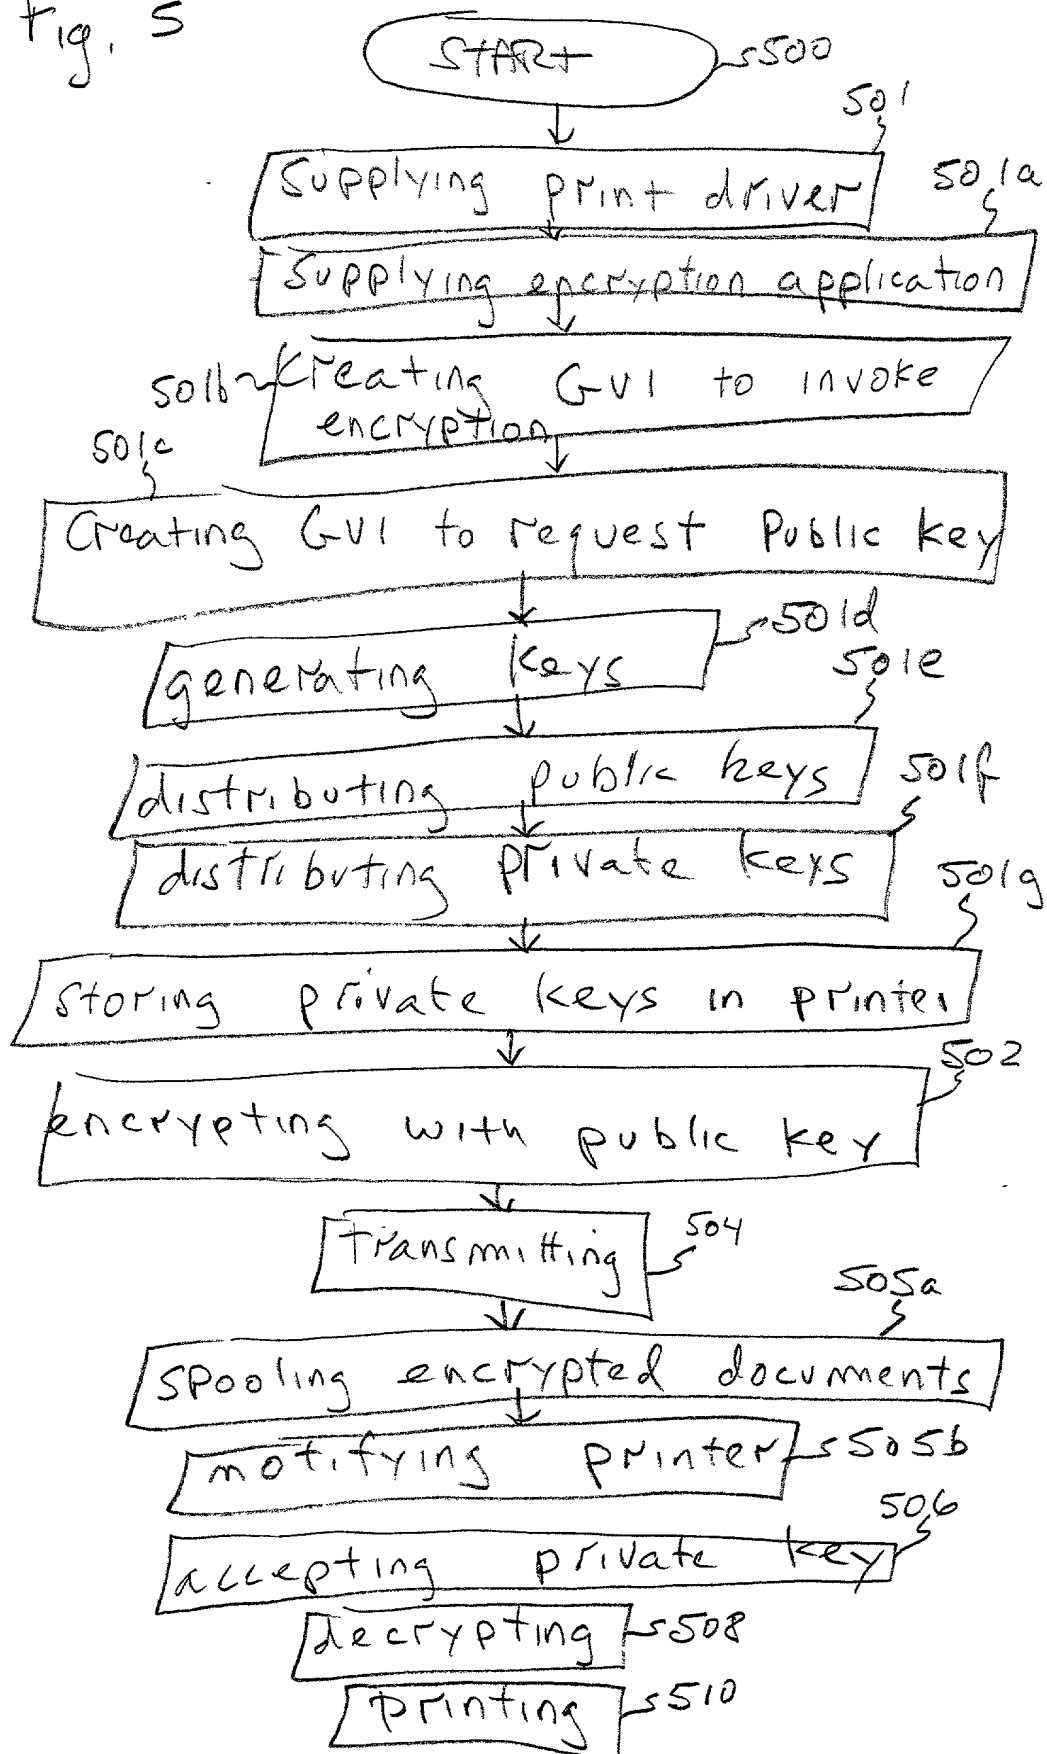 Fig. 5
START
500
501
Supplying print driver
501a
Supplying encryption application
501b
Creating GUI to invoke
encryption
501c
Creating GUI to request Public key
501d
generating keys
501e
distributing public keys
501f
distributing private keys
501g
storing private keys in printer
502
encrypting with public key
504
transmitting
505a
spooling encrypted documents
notifying printer
505b
506
accepting private key
decrypting
508
printing
510